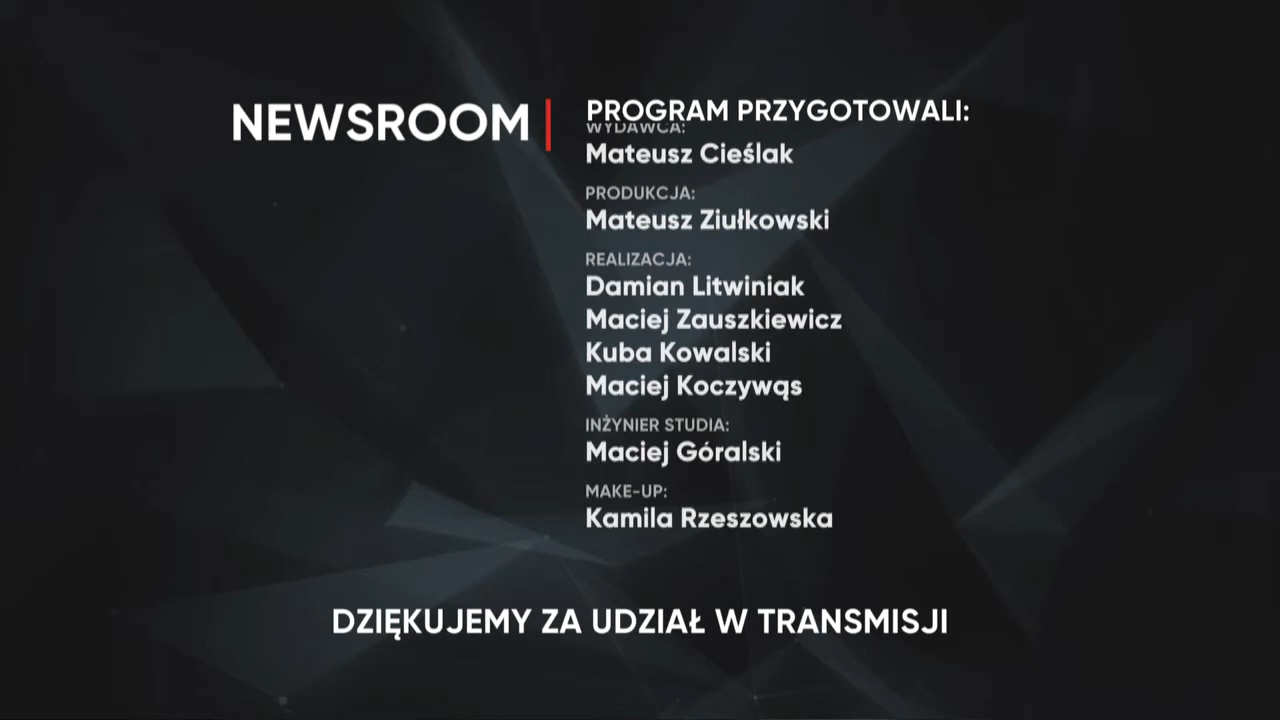 NEWSROOM
PROGRAM PRZYGOTOWALI:
WYDAWCA:
Mateusz Cieślak
PRODUKCJA:
Mateusz Ziułkowski
REALIZACJA:
Damian Litwiniak
Maciej Zauszkiewicz
Kuba Kowalski
Maciej Koczywąs
INŻYNIER STUDIA:
Maciej Góralski
MAKE-UP:
Kamila Rzeszowska
DZIĘKUJEMY ZA UDZIAŁ W TRANSMISJI